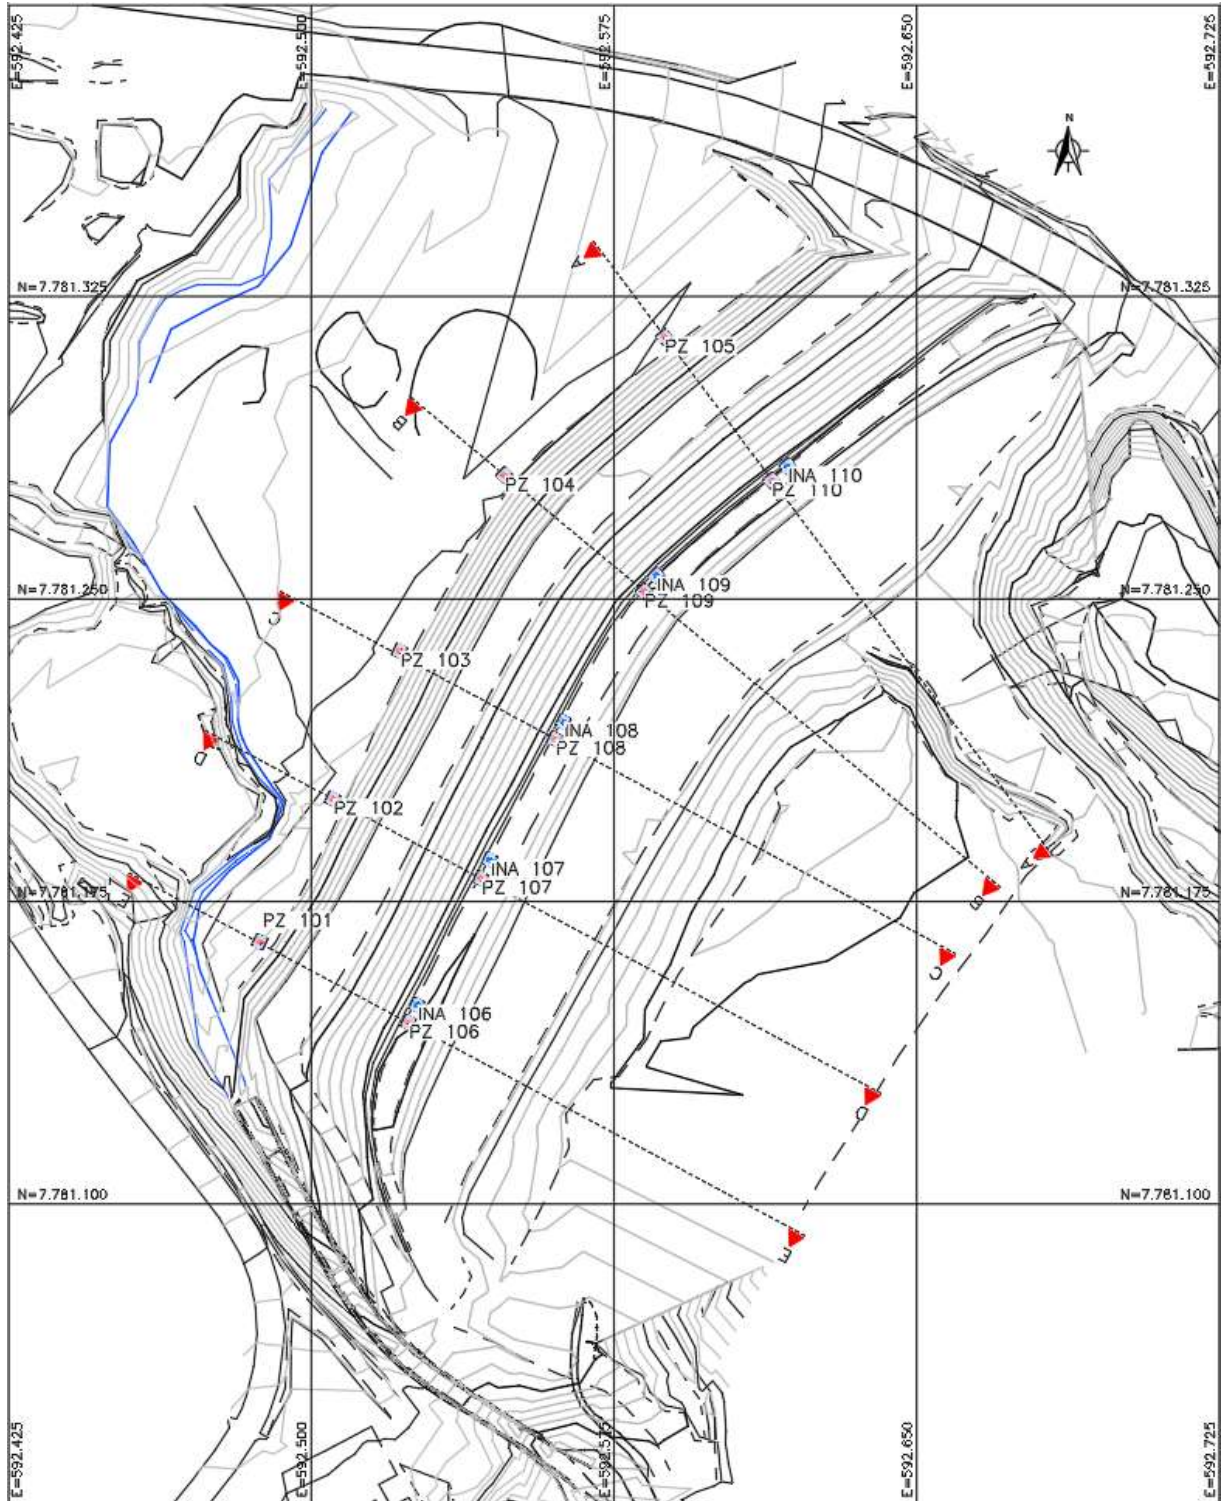 E=592.425
E=592.500
E=592.575
E=592.650
E=592.725
N
A
N=7.781.325
N=7.781.325
PZ 105
B
PZ 104
INA 110
PZ 110
N=7.781.250
INA 109
N=7.781.250
PZ 109
C
PZ 103
INA 108
PZ 108
D
PZ 102
A
INA 107
PZ 107
E
N=7.781.175
N=7.781.175
B
PZ 101
C
INA 106
PZ 106
D
N=7.781.100
N=7.781.100
E
E=592.425
E=592.500
E=592.575
E=592.650
E=592.725